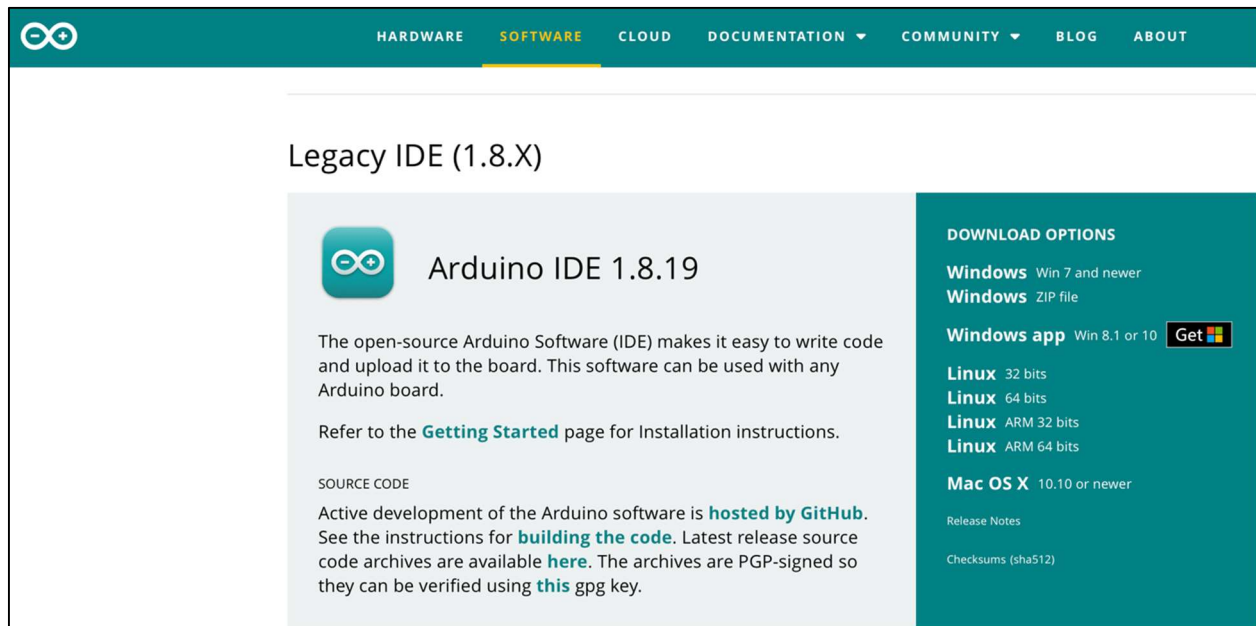 HARDWARE SOFTWARE CLOUD DOCUMENTATION COMMUNITY BLOG ABOUT
Legacy IDE (1.8.X)
Arduino IDE 1.8.19
The open-source Arduino Software (IDE) makes it easy to write code
and upload it to the board. This software can be used with any
Arduino board.
Refer to the Getting Started page for Installation instructions.
SOURCE CODE
Active development of the Arduino software is hosted by GitHub.
See the instructions for building the code. Latest release source
code archives are available here. The archives are PGP-signed so
they can be verified using this gpg key.
DOWNLOAD OPTIONS
Windows Win 7 and newer
Windows ZIP file
Windows app Win 8.1 or 10 Get
Linux 32 bits
Linux 64 bits
Linux ARM 32 bits
Linux ARM 64 bits
Mac OS X 10.10 or newer
Release Notes
Checksums (sha512)